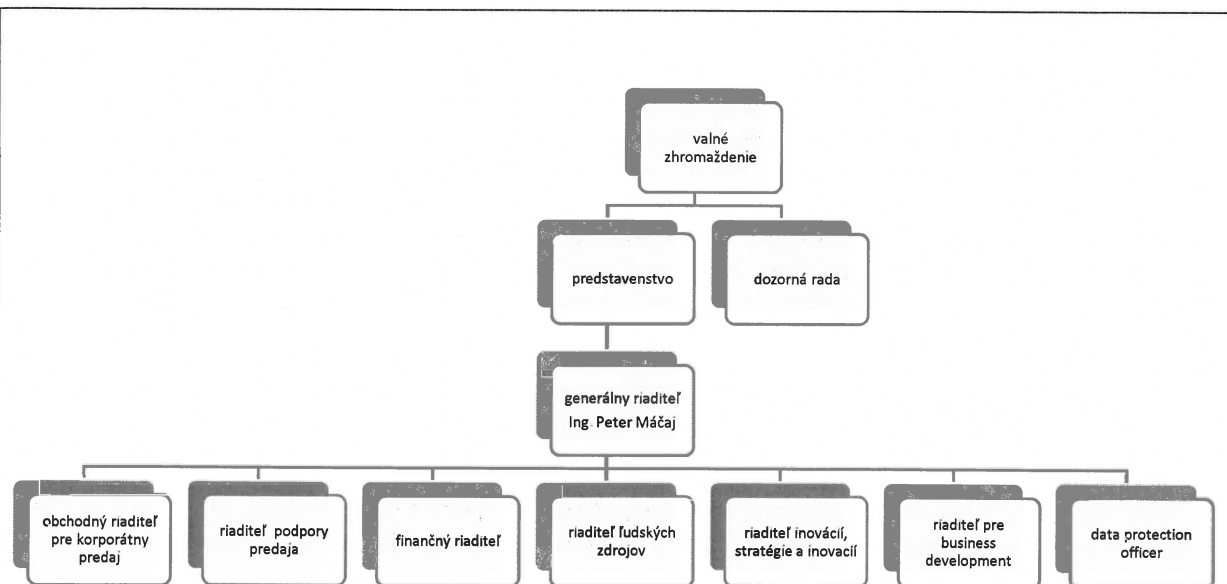 valné
zhromaždenie
predstavenstvo
dozorná rada
generálny riaditeľ
Ing. Peter Máčaj
obchodný riaditeľ
pre korporátny
predaj
riaditeľ podpory
predaja
finančný riaditeľ
riaditeľ ľudských
zdrojov
riaditeľ inovácií,
stratégie a inovacií
riaditeľ pre
business
development
data protection
officer